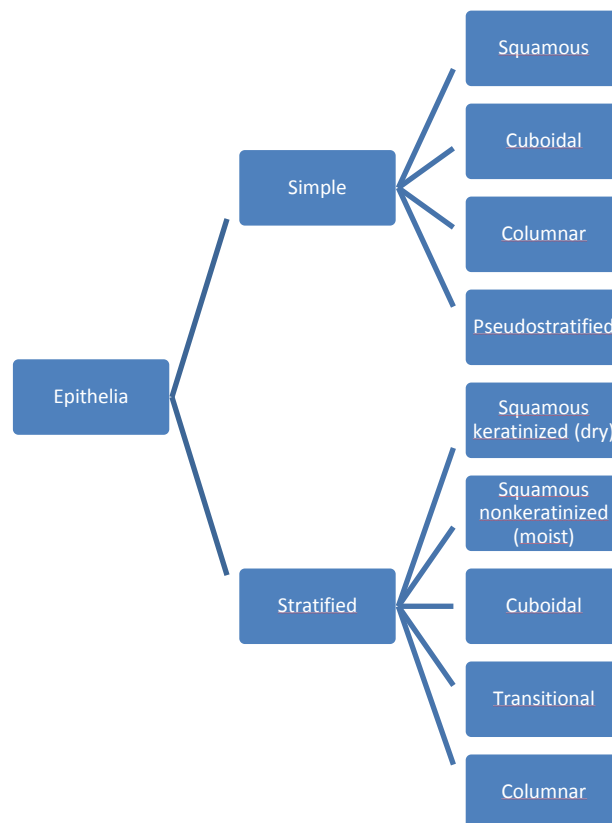 Squamous
Cuboidal
Simple
Columnar
Pseudostratified
Epithelia
Squamous
keratinized (dry)
Squamous
nonkeratinized
(moist)
Stratified
Cuboidal
Transitional
Columnar